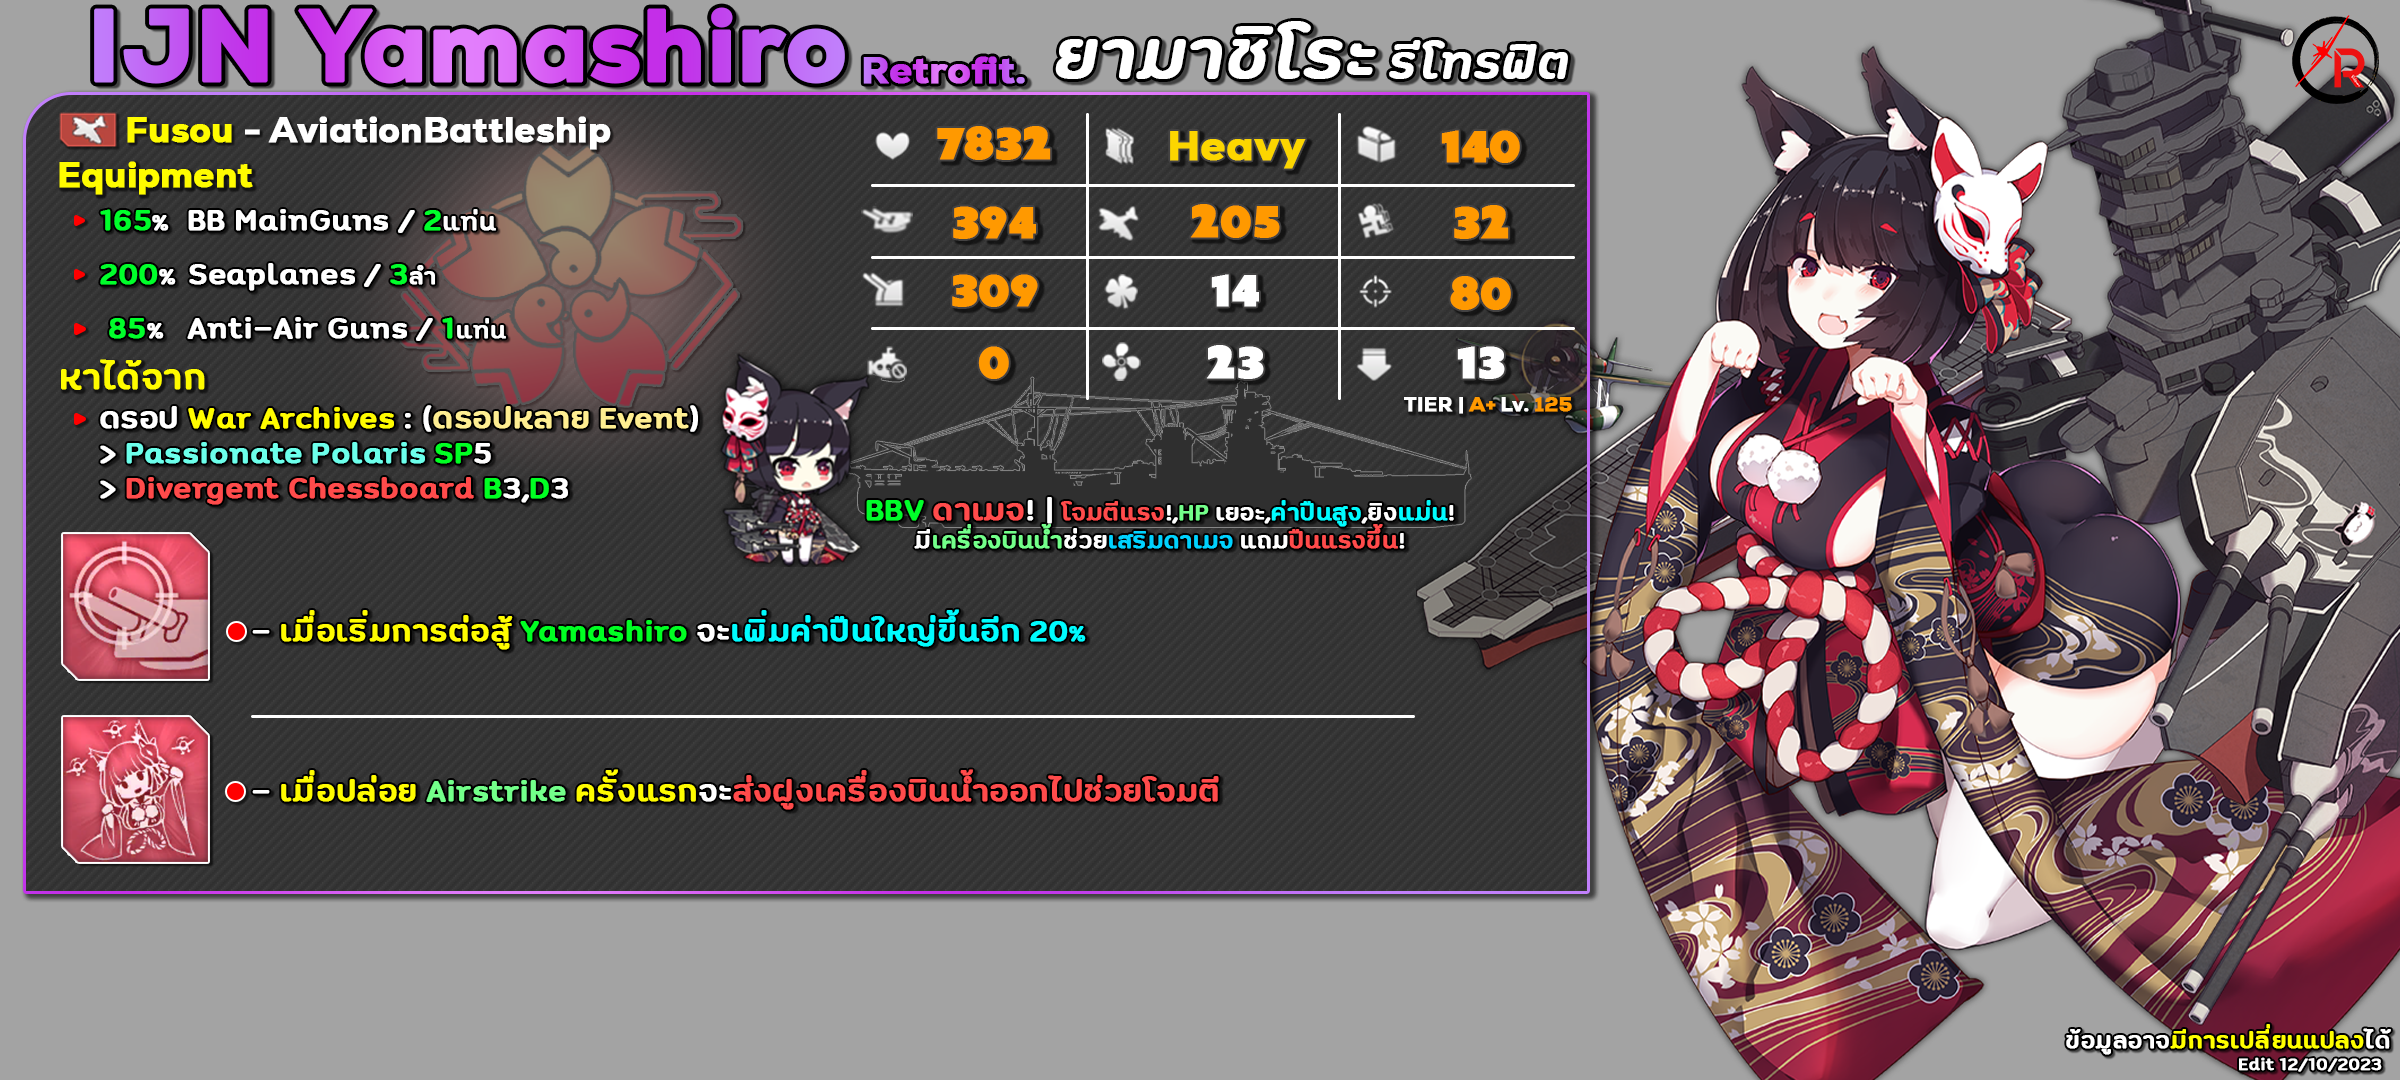 IJN Yamashiro Retrofit. ยามาชิโระ รีโทรฟิต
R
Fusou - AviationBattleship
Equipment
165% BB MainGuns / 2แท่น
200% Seaplanes / 3ลำ
85% Anti-Air Guns / 1แท่น
หาได้จาก
ดรอป War Archives : (ดรอปหลาย Event)
> Passionate Polaris SP5
> Divergent Chessboard B3,D3
7832 Heavy 140
394 205 32
309 14 80
0 23 13
TIER | A+ Lv. 125
BBV ดาเมจ! | โจมตีแรง!,HP เยอะ,ค่าปืนสูง,ยิงแม่น!
มีเครื่องบินน้ำช่วยเสริมดาเมจ แถมปืนแรงขึ้น!
- เมื่อเริ่มการต่อสู้ Yamashiro จะเพิ่มค่าปืนใหญ่ขึ้นอีก 20%
- เมื่อปล่อย Airstrike ครั้งแรกจะส่งฝูงเครื่องบินน้ำออกไปช่วยโจมตี
ข้อมูลอาจมีการเปลี่ยนแปลงได้
Edit 12/10/2023